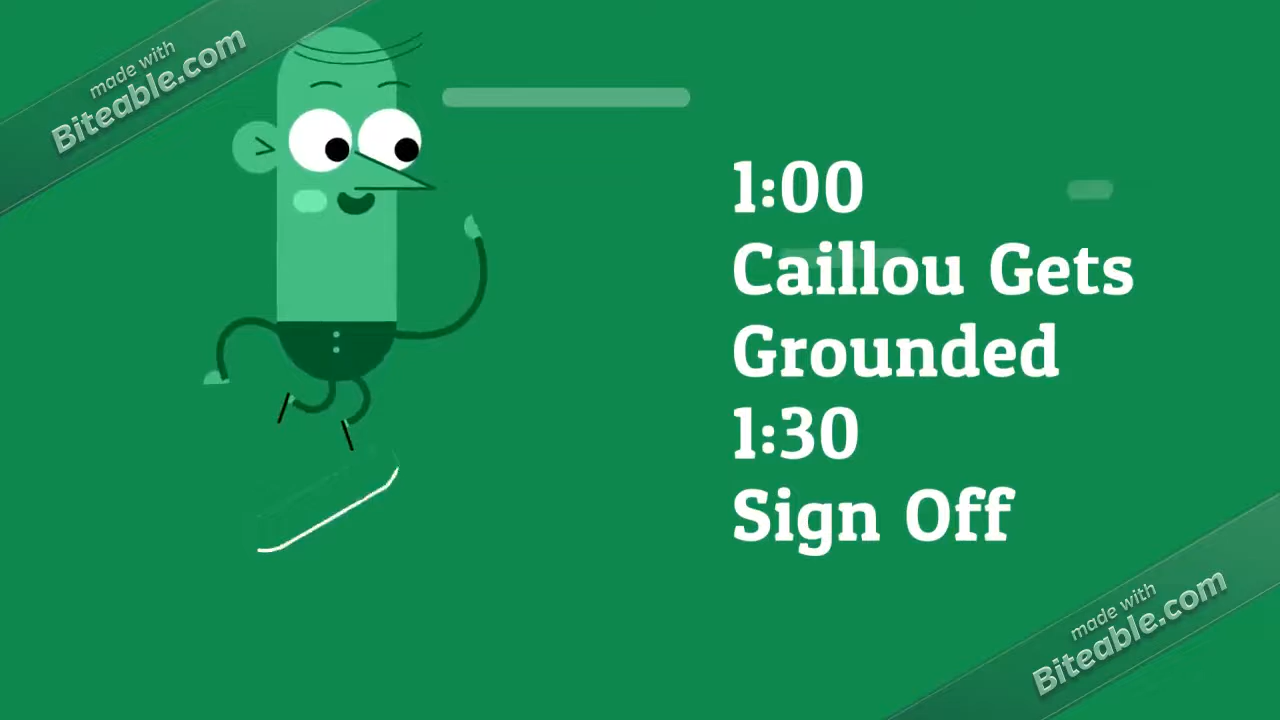 made with
Biteable.com
1:00
Caillou Gets
Grounded
1:30
Sign Off
made with
Biteable.com